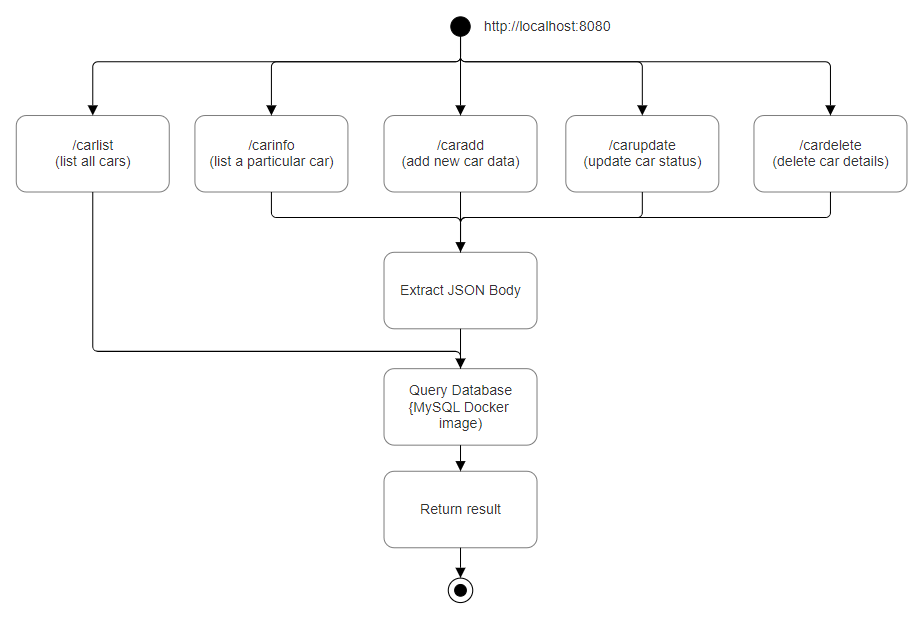 http://localhost:8080
/carlist
(list all cars)
/carinfo
(list a particular car)
/caradd
(add new car data)
/carupdate
(update car status)
/cardelete
(delete car details)
Extract JSON Body
Query Database
{MySQL Docker
image)
Return result